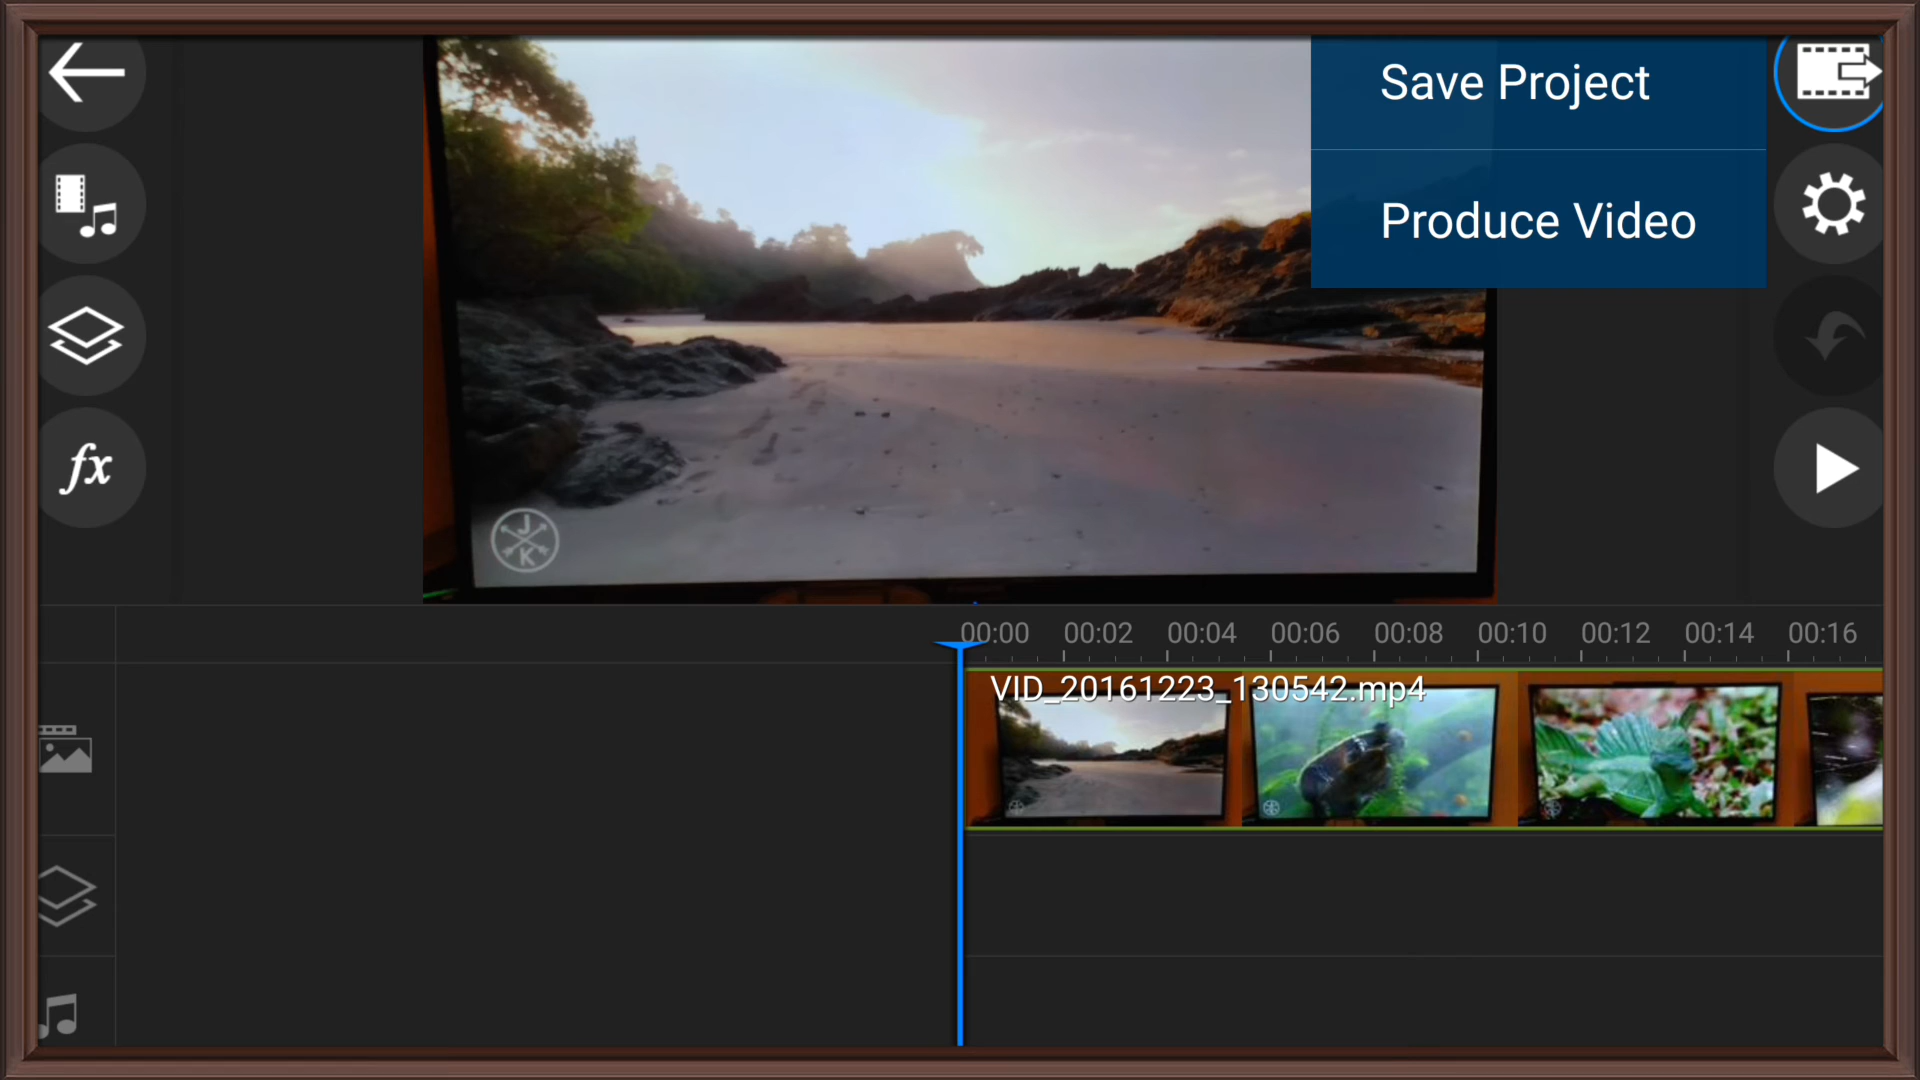 Save Project
Produce Video
fx
J
K
00:00 00:02 00:04 00:06 00:08 00:10 00:12 00:14 00:16
VID_20161223_130542.mp4